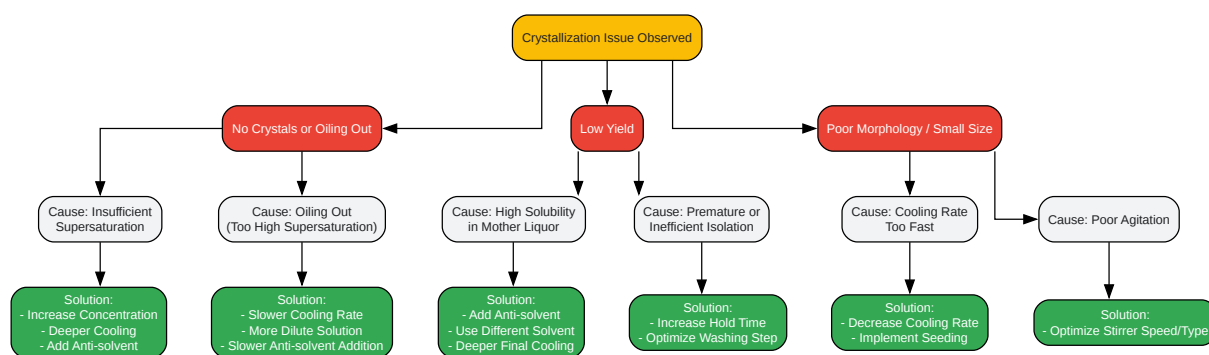 Crystallization Issue Observed
No Crystals or Oiling Out
Low Yield
Poor Morphology / Small Size
Cause: Insufficient
Supersaturation
Cause: Oiling Out
(Too High Supersaturation)
Cause: High Solubility
in Mother Liquor
Cause: Premature or
Inefficient Isolation
Cause: Cooling Rate
Too Fast
Cause: Poor Agitation
Solution:
- Increase Concentration
- Deeper Cooling
- Add Anti-solvent
Solution:
- Slower Cooling Rate
- More Dilute Solution
- Slower Anti-solvent Addition
Solution:
- Add Anti-solvent
- Use Different Solvent
- Deeper Final Cooling
Solution:
- Increase Hold Time
- Optimize Washing Step
Solution:
- Decrease Cooling Rate
- Implement Seeding
Solution:
- Optimize Stirrer Speed/Type